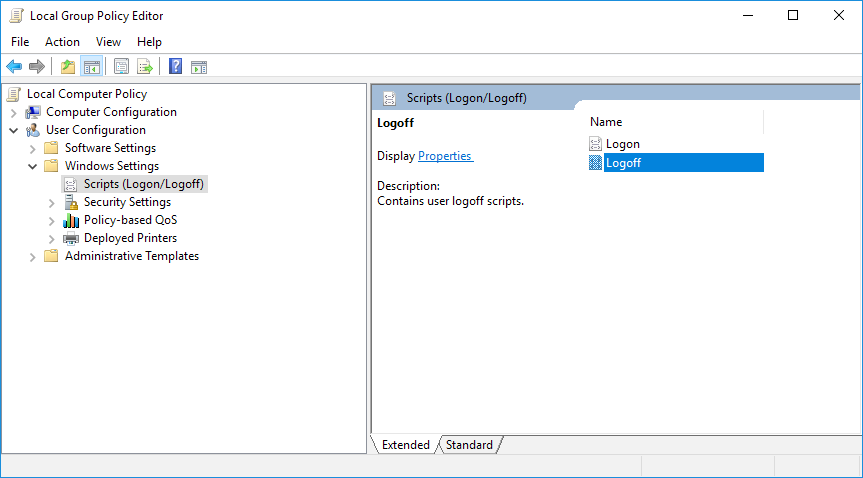 Local Group Policy Editor
File Action View Help
Local Computer Policy
Computer Configuration
User Configuration
Software Settings
Windows Settings
Scripts (Logon/Logoff)
Security Settings
Policy-based QoS
Deployed Printers
Administrative Templates
Scripts (Logon/Logoff)
Logoff
Display Properties
Description:
Contains user logoff scripts.
Name
Logon
Logoff
Extended Standard